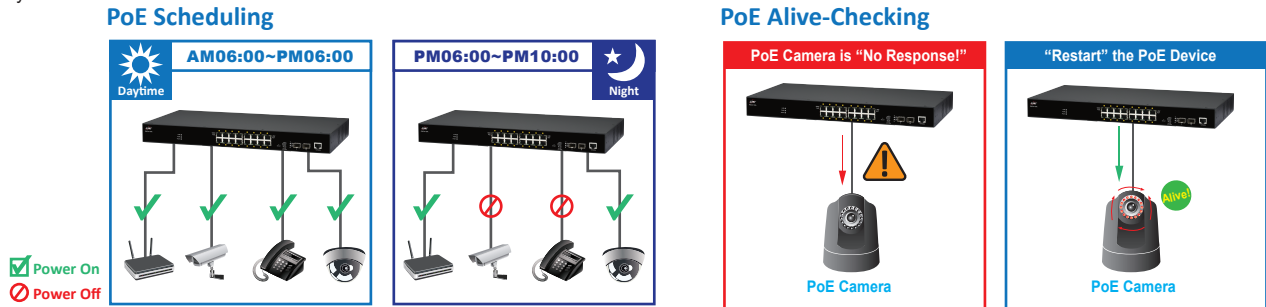 PoE Scheduling
Daytime
AM06:00~PM06:00
PM06:00~PM10:00
Night
Power On
Power Off
PoE Alive-Checking
PoE Camera is “No Response!”
PoE Camera
“Restart” the PoE Device
Alive!
PoE Camera